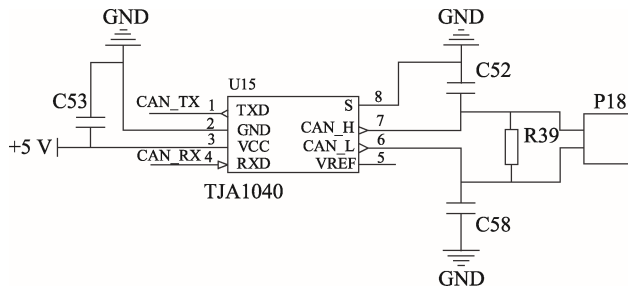 GND
GND
U15
C52
C53
CAN_TX
1
TXD
S
8
P18
2
GND
CAN_H
7
+5 V
3
VCC
CAN_L
6
R39
CAN_RX
4
RXD
VREF
5
TJA1040
C58
GND